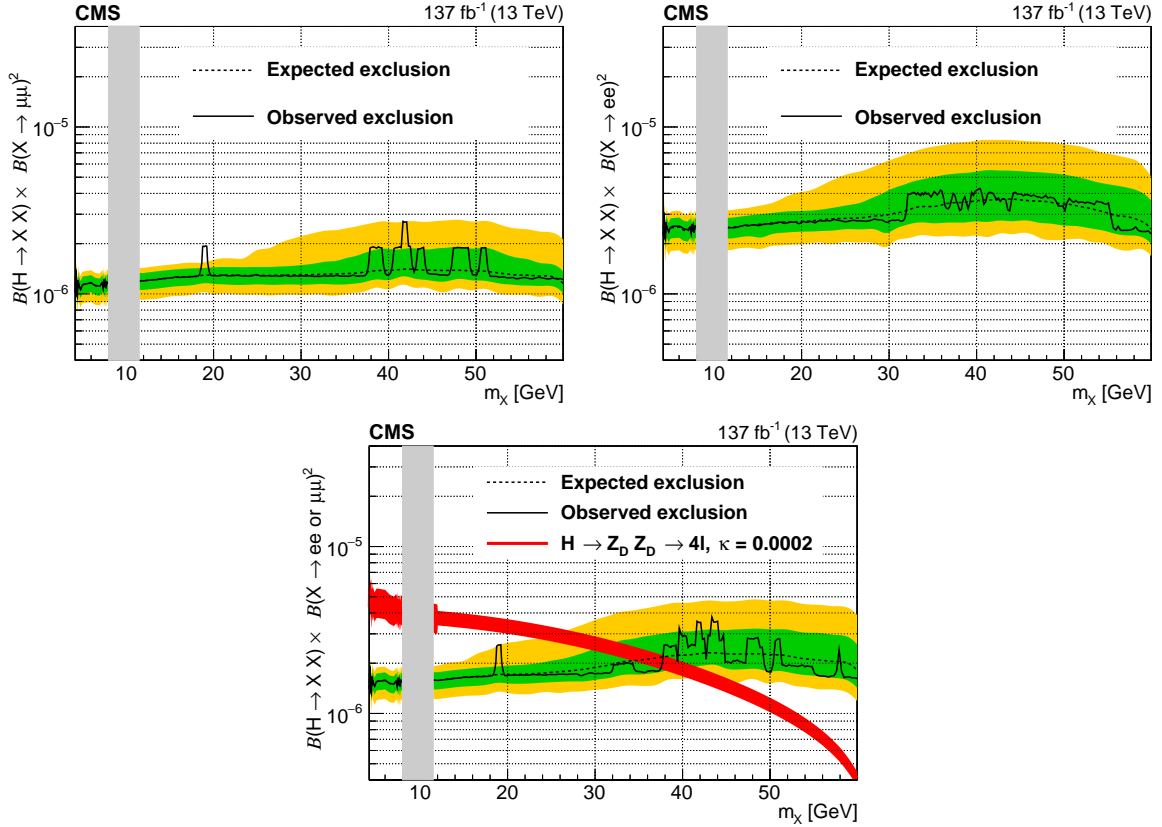 CMS
137 fb⁻¹ (13 TeV)
Expected exclusion
Observed exclusion
B(H → X X) × B(X → μμ)²
10⁻⁵
10⁻⁶
10 20 30 40 50
m_X [GeV]
CMS
137 fb⁻¹ (13 TeV)
Expected exclusion
Observed exclusion
B(H → X X) × B(X → ee)²
10⁻⁵
10⁻⁶
10 20 30 40 50
m_X [GeV]
CMS
137 fb⁻¹ (13 TeV)
Expected exclusion
Observed exclusion
H → Z_D Z_D → 4l, κ = 0.0002
B(H → X X) × B(X → ee or μμ)²
10⁻⁵
10⁻⁶
10 20 30 40 50
m_X [GeV]